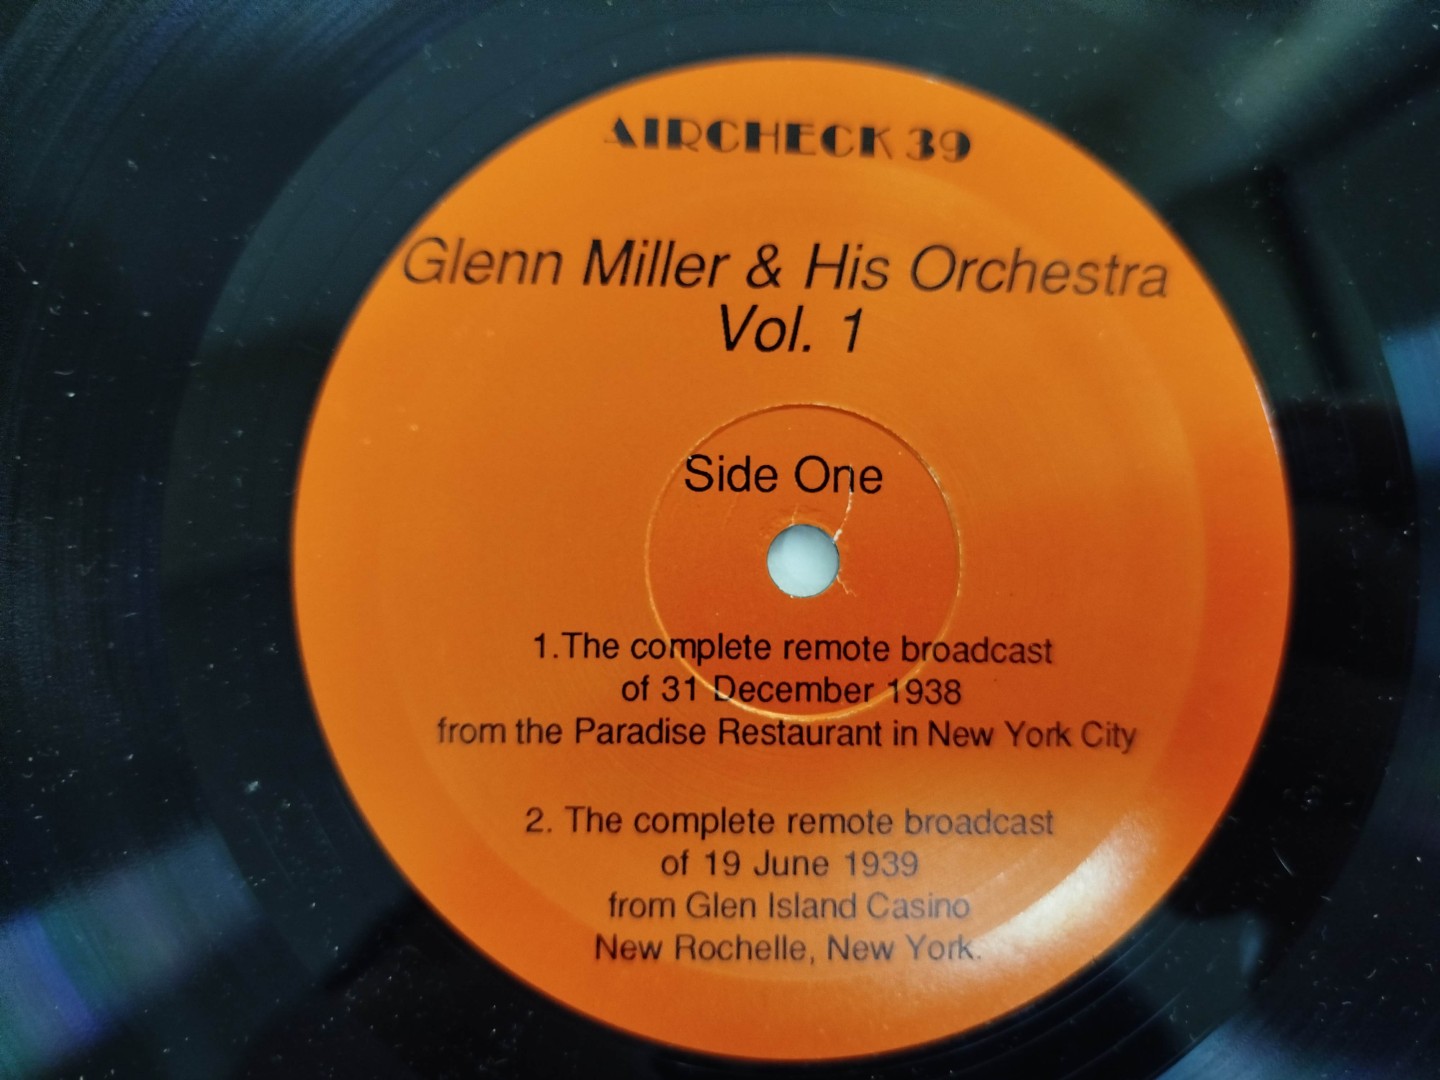 AIRCHECK 39
Glenn Miller & His Orchestra
Vol. 1
Side One
1.The complete remote broadcast
of 31 December 1938
from the Paradise Restaurant in New York City
2. The complete remote broadcast
of 19 June 1939
from Glen Island Casino
New Rochelle, New York.